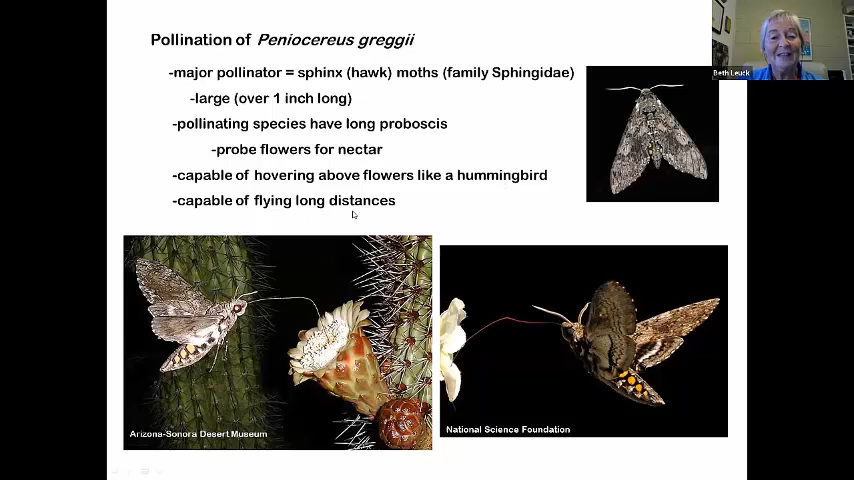 Pollination of Peniocereus greggii
-major pollinator = sphinx (hawk) moths (family Sphingidae)
-large (over 1 inch long)
-pollinating species have long proboscis
-probe flowers for nectar
-capable of hovering above flowers like a hummingbird
-capable of flying long distances
Beth Leuck
Arizona-Sonora Desert Museum
National Science Foundation